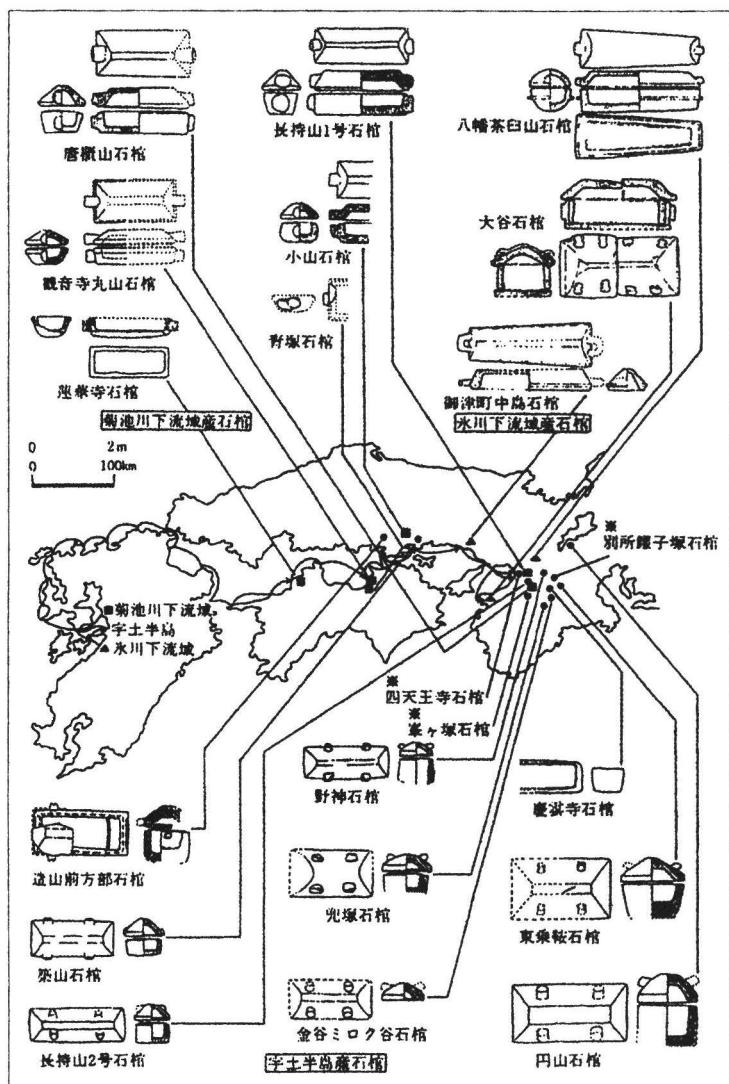 唐櫃山石棺
長持山1号石棺
八幡茶臼山石棺
大谷石棺
小山石棺
観音寺丸山石棺
青塚石棺
蓮華寺石棺
御津町中島石棺
菊池川下流域産石棺
氷川下流域産石棺
0 2m
0 100km
※
別所鑵子塚石棺
■菊池川下流域
宇土半島
▲氷川下流域
※
四天王寺石棺
※
峯ヶ塚石棺
野神石棺
慶雲寺石棺
造山前方部石棺
兜塚石棺
東乗鞍石棺
築山石棺
長持山2号石棺
金谷ミロク谷石棺
円山石棺
宇土半島産石棺